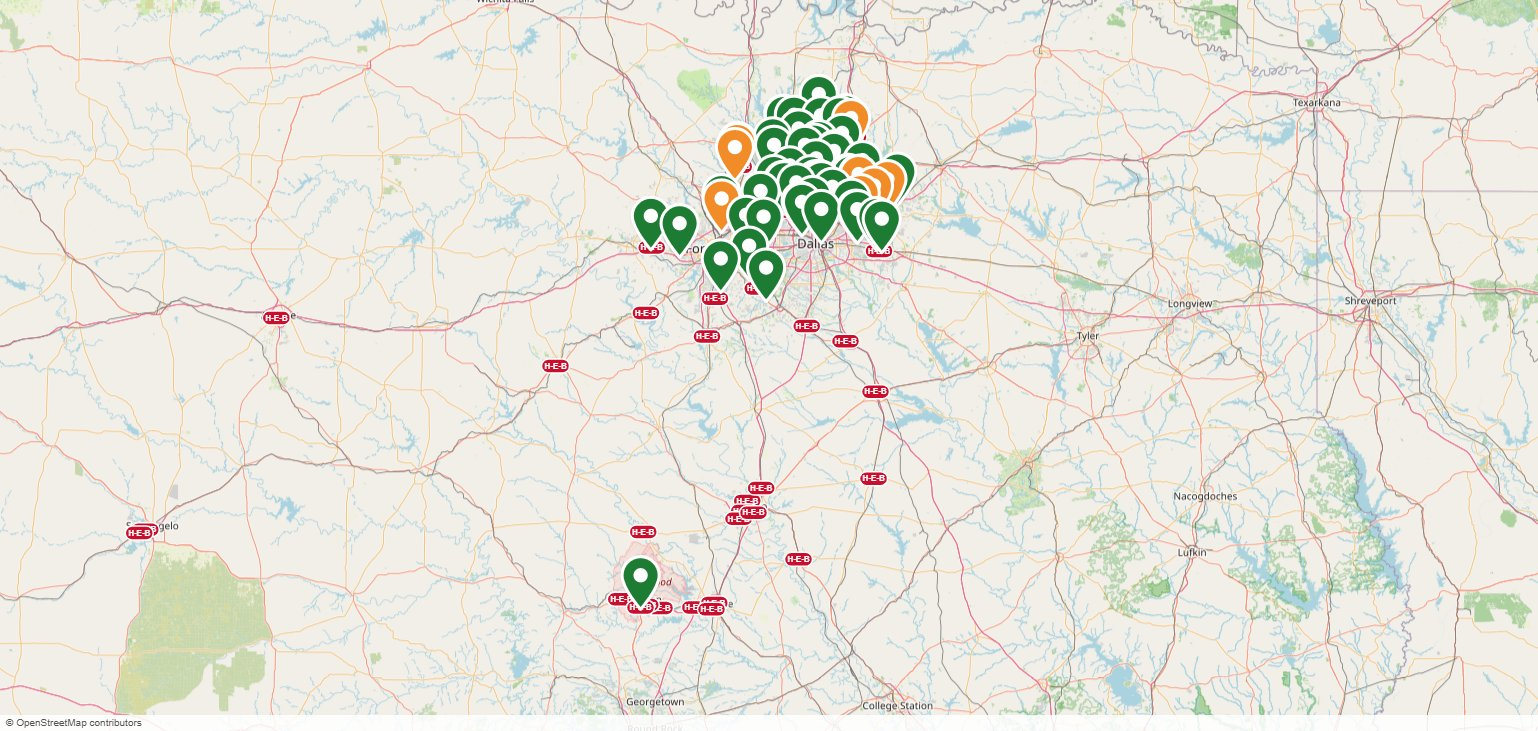 Texarkana
Dallas
H-E-B
H-E-B
H-E-B
H-E-B
Longview
Shreveport
H-E-B
H-E-B
H-E-B
Tyler
H-E-B
H-E-B
H-E-B
H-E-B
H-E-B
H-E-B
Nacogdoches
H-E-B
H-E-B
H-E-B
H-E-B
Lufkin
H-E-B
H-E-B
H-E-B
H-E-B
Georgetown
College Station
© OpenStreetMap contributors